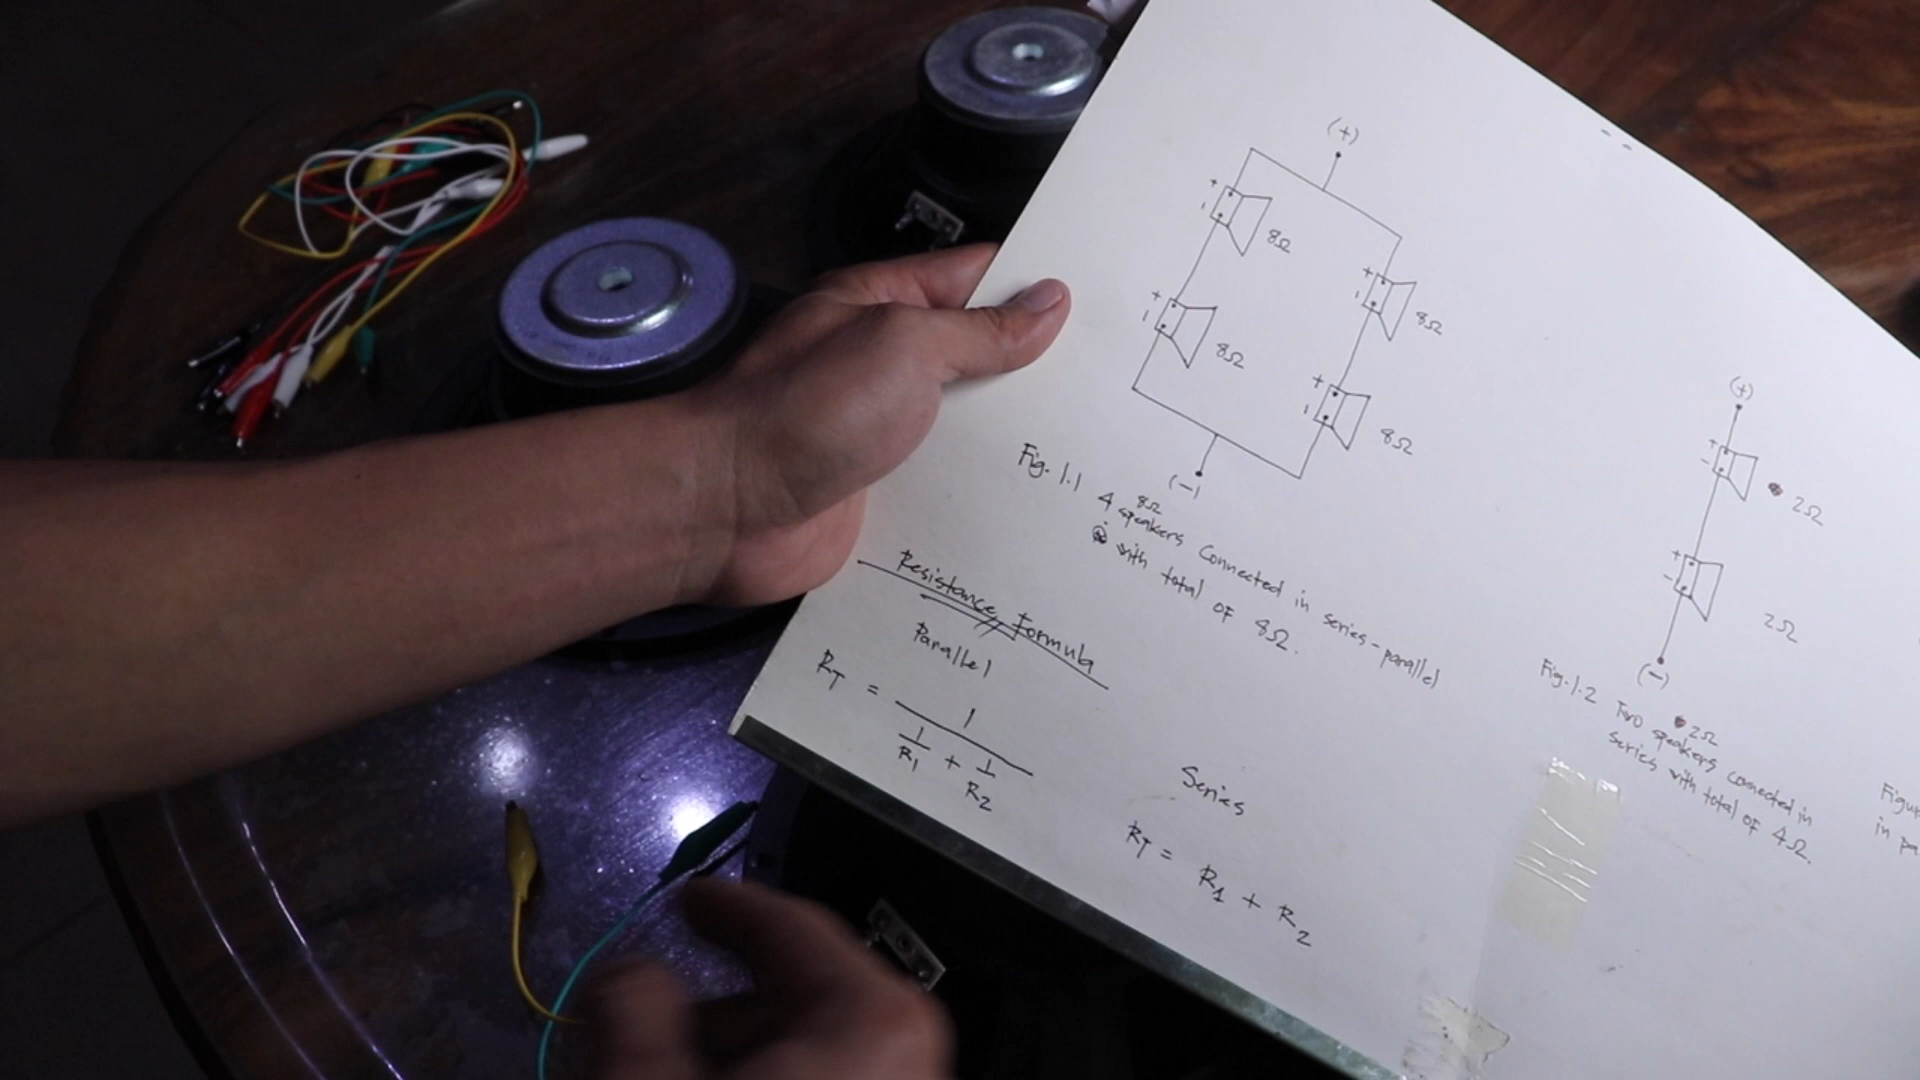 (+)
+
8Ω
+
8Ω
+
8Ω
+
8Ω
(-)
Fig. 1.1 4 8Ω speakers Connected in series-parallel
with total OF 8Ω.
Resistance Formula
Parallel
RT = 1
1/R1 + 1/R2
Series
RT = R1 + R2
(+)
+
-
2Ω
+
-
2Ω
(-)
Fig. 1.2 Two 2Ω speakers connected in
series with total OF 4Ω.
in